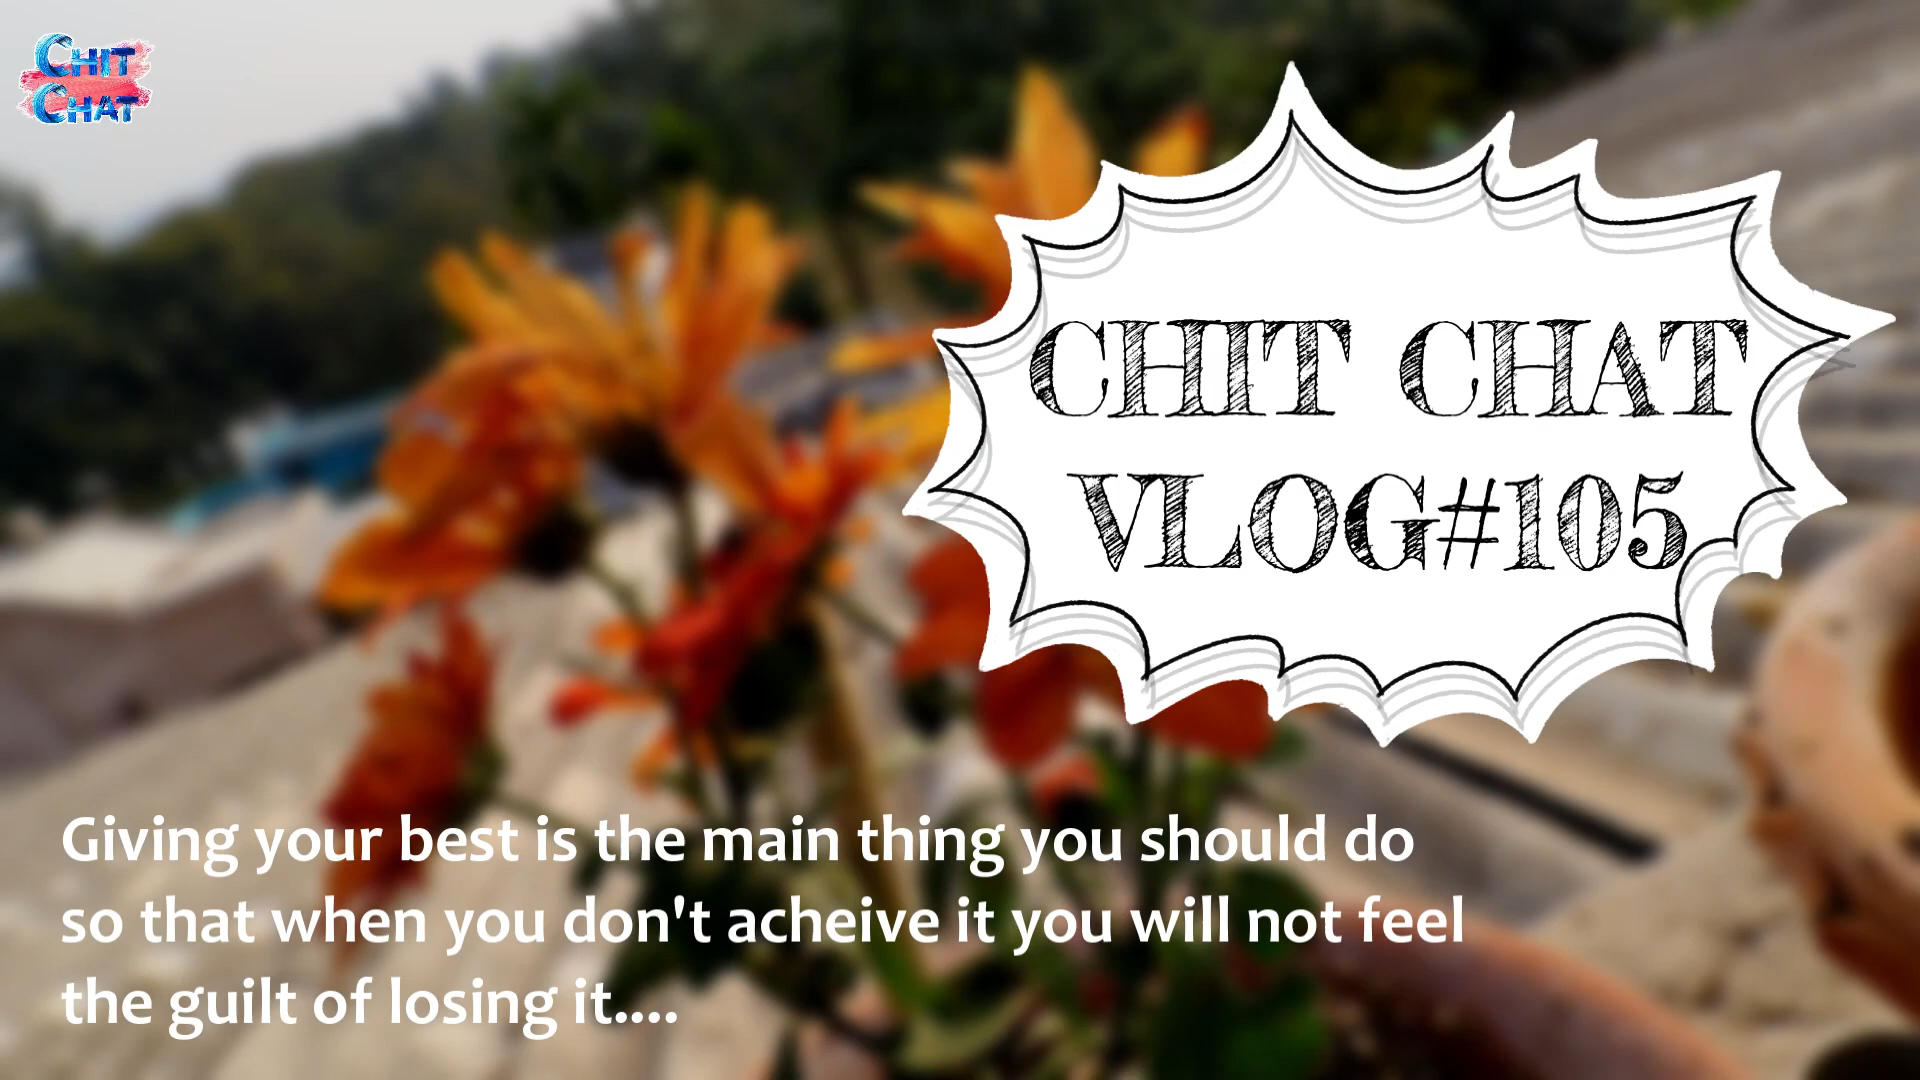 CHIT
CHAT
CHIT CHAT
VLOG#105
Giving your best is the main thing you should do
so that when you don't acheive it you will not feel
the guilt of losing it....